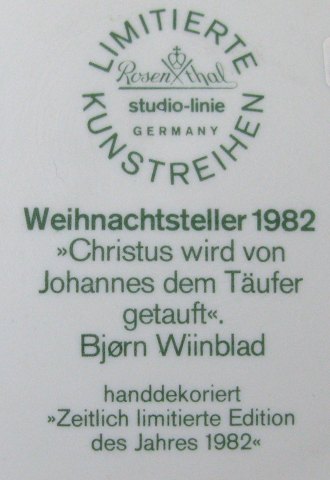 LIMITIERTE
Rosenthal
studio-linie
GERMANY
KUNSTREIHEN
Weihnachtsteller 1982
»Christus wird von
Johannes dem Täufer
getauft«.
Bjørn Wiinblad
handdekoriert
»Zeitlich limitierte Edition
des Jahres 1982«